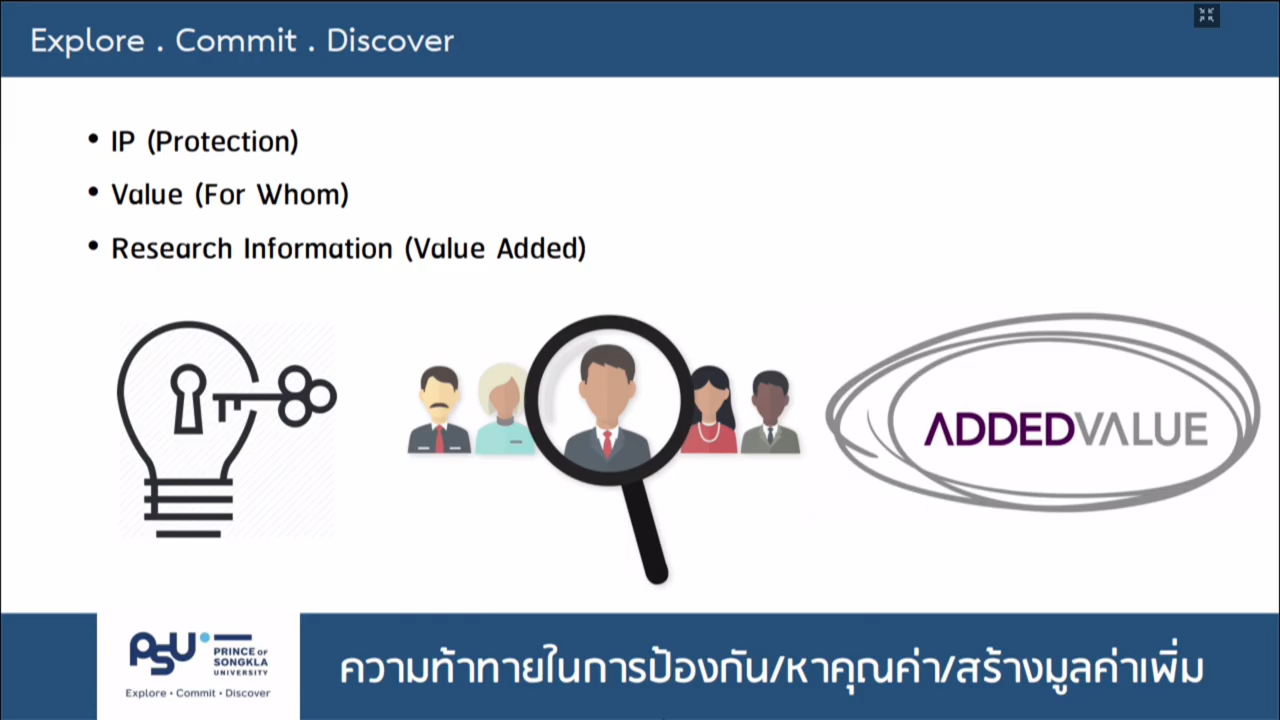 Explore . Commit . Discover
• IP (Protection)
• Value (For Whom)
• Research Information (Value Added)
ADDEDVALUE
PSU
PRINCE OF
SONGKLA
UNIVERSITY
Explore • Commit • Discover
ความท้าทายในการป้องกัน/หาคุณค่า/สร้างมูลค่าเพิ่ม